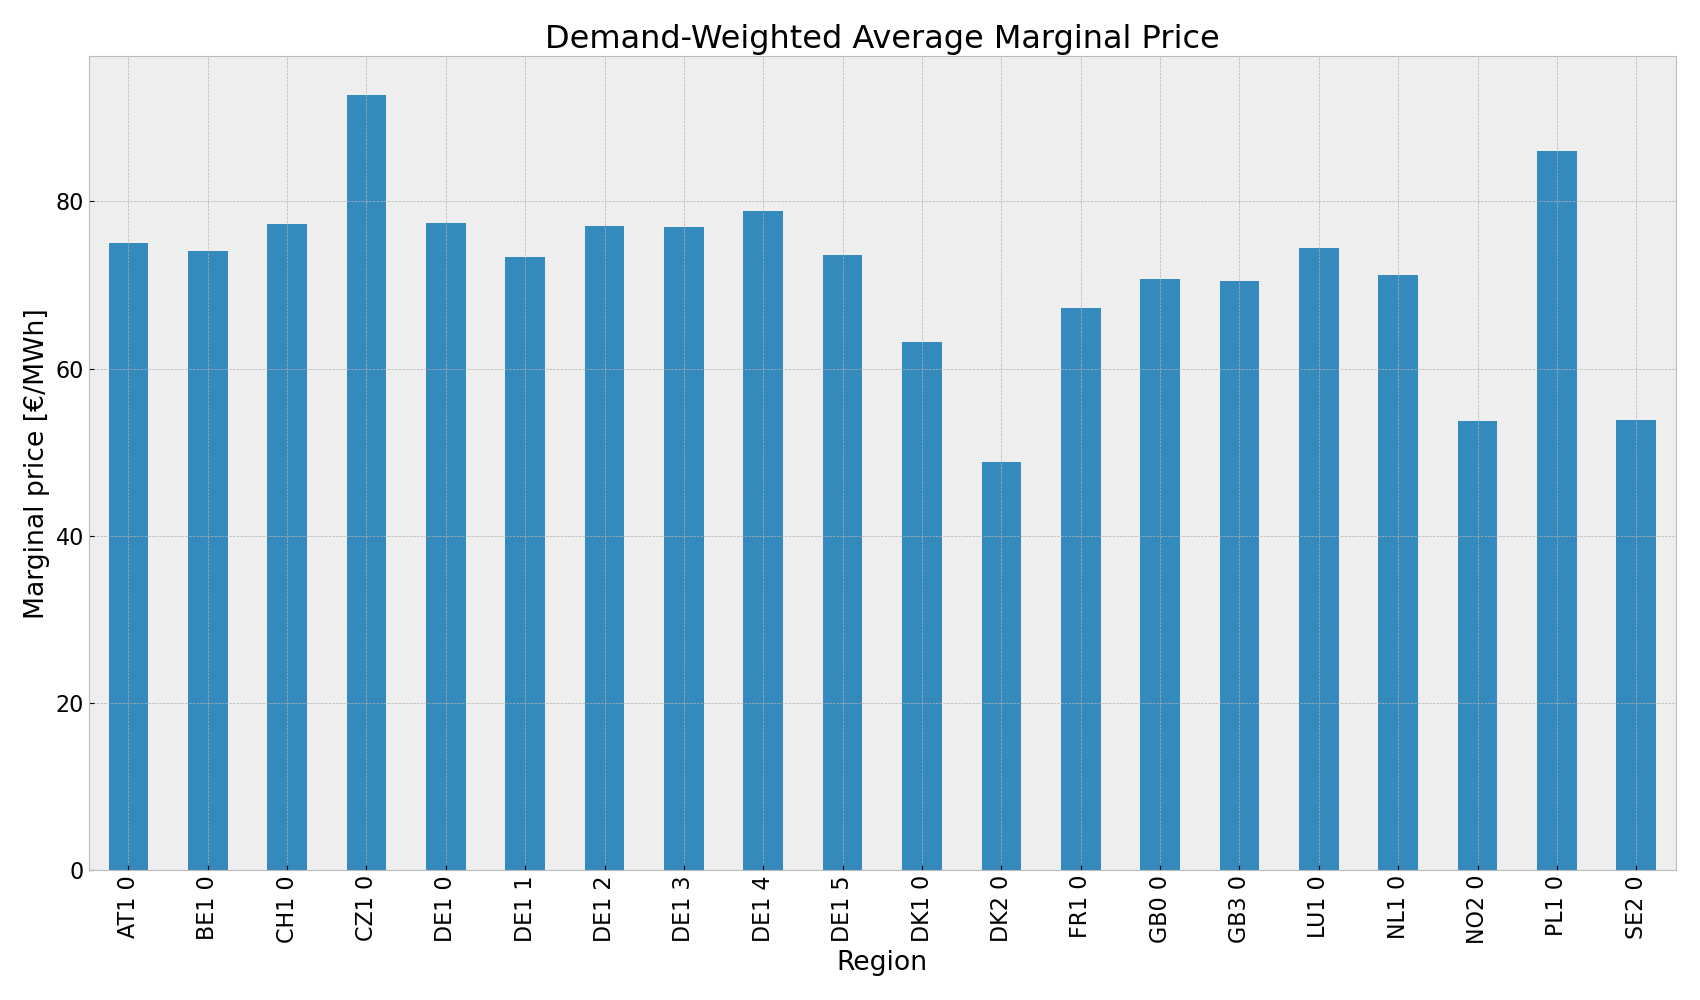 Demand-Weighted Average Marginal Price
Marginal price [€/MWh]
80
60
40
20
0
AT1 0
BE1 0
CH1 0
CZ1 0
DE1 0
DE1 1
DE1 2
DE1 3
DE1 4
DE1 5
DK1 0
DK2 0
FR1 0
GB0 0
GB3 0
LU1 0
NL1 0
NO2 0
PL1 0
SE2 0
Region